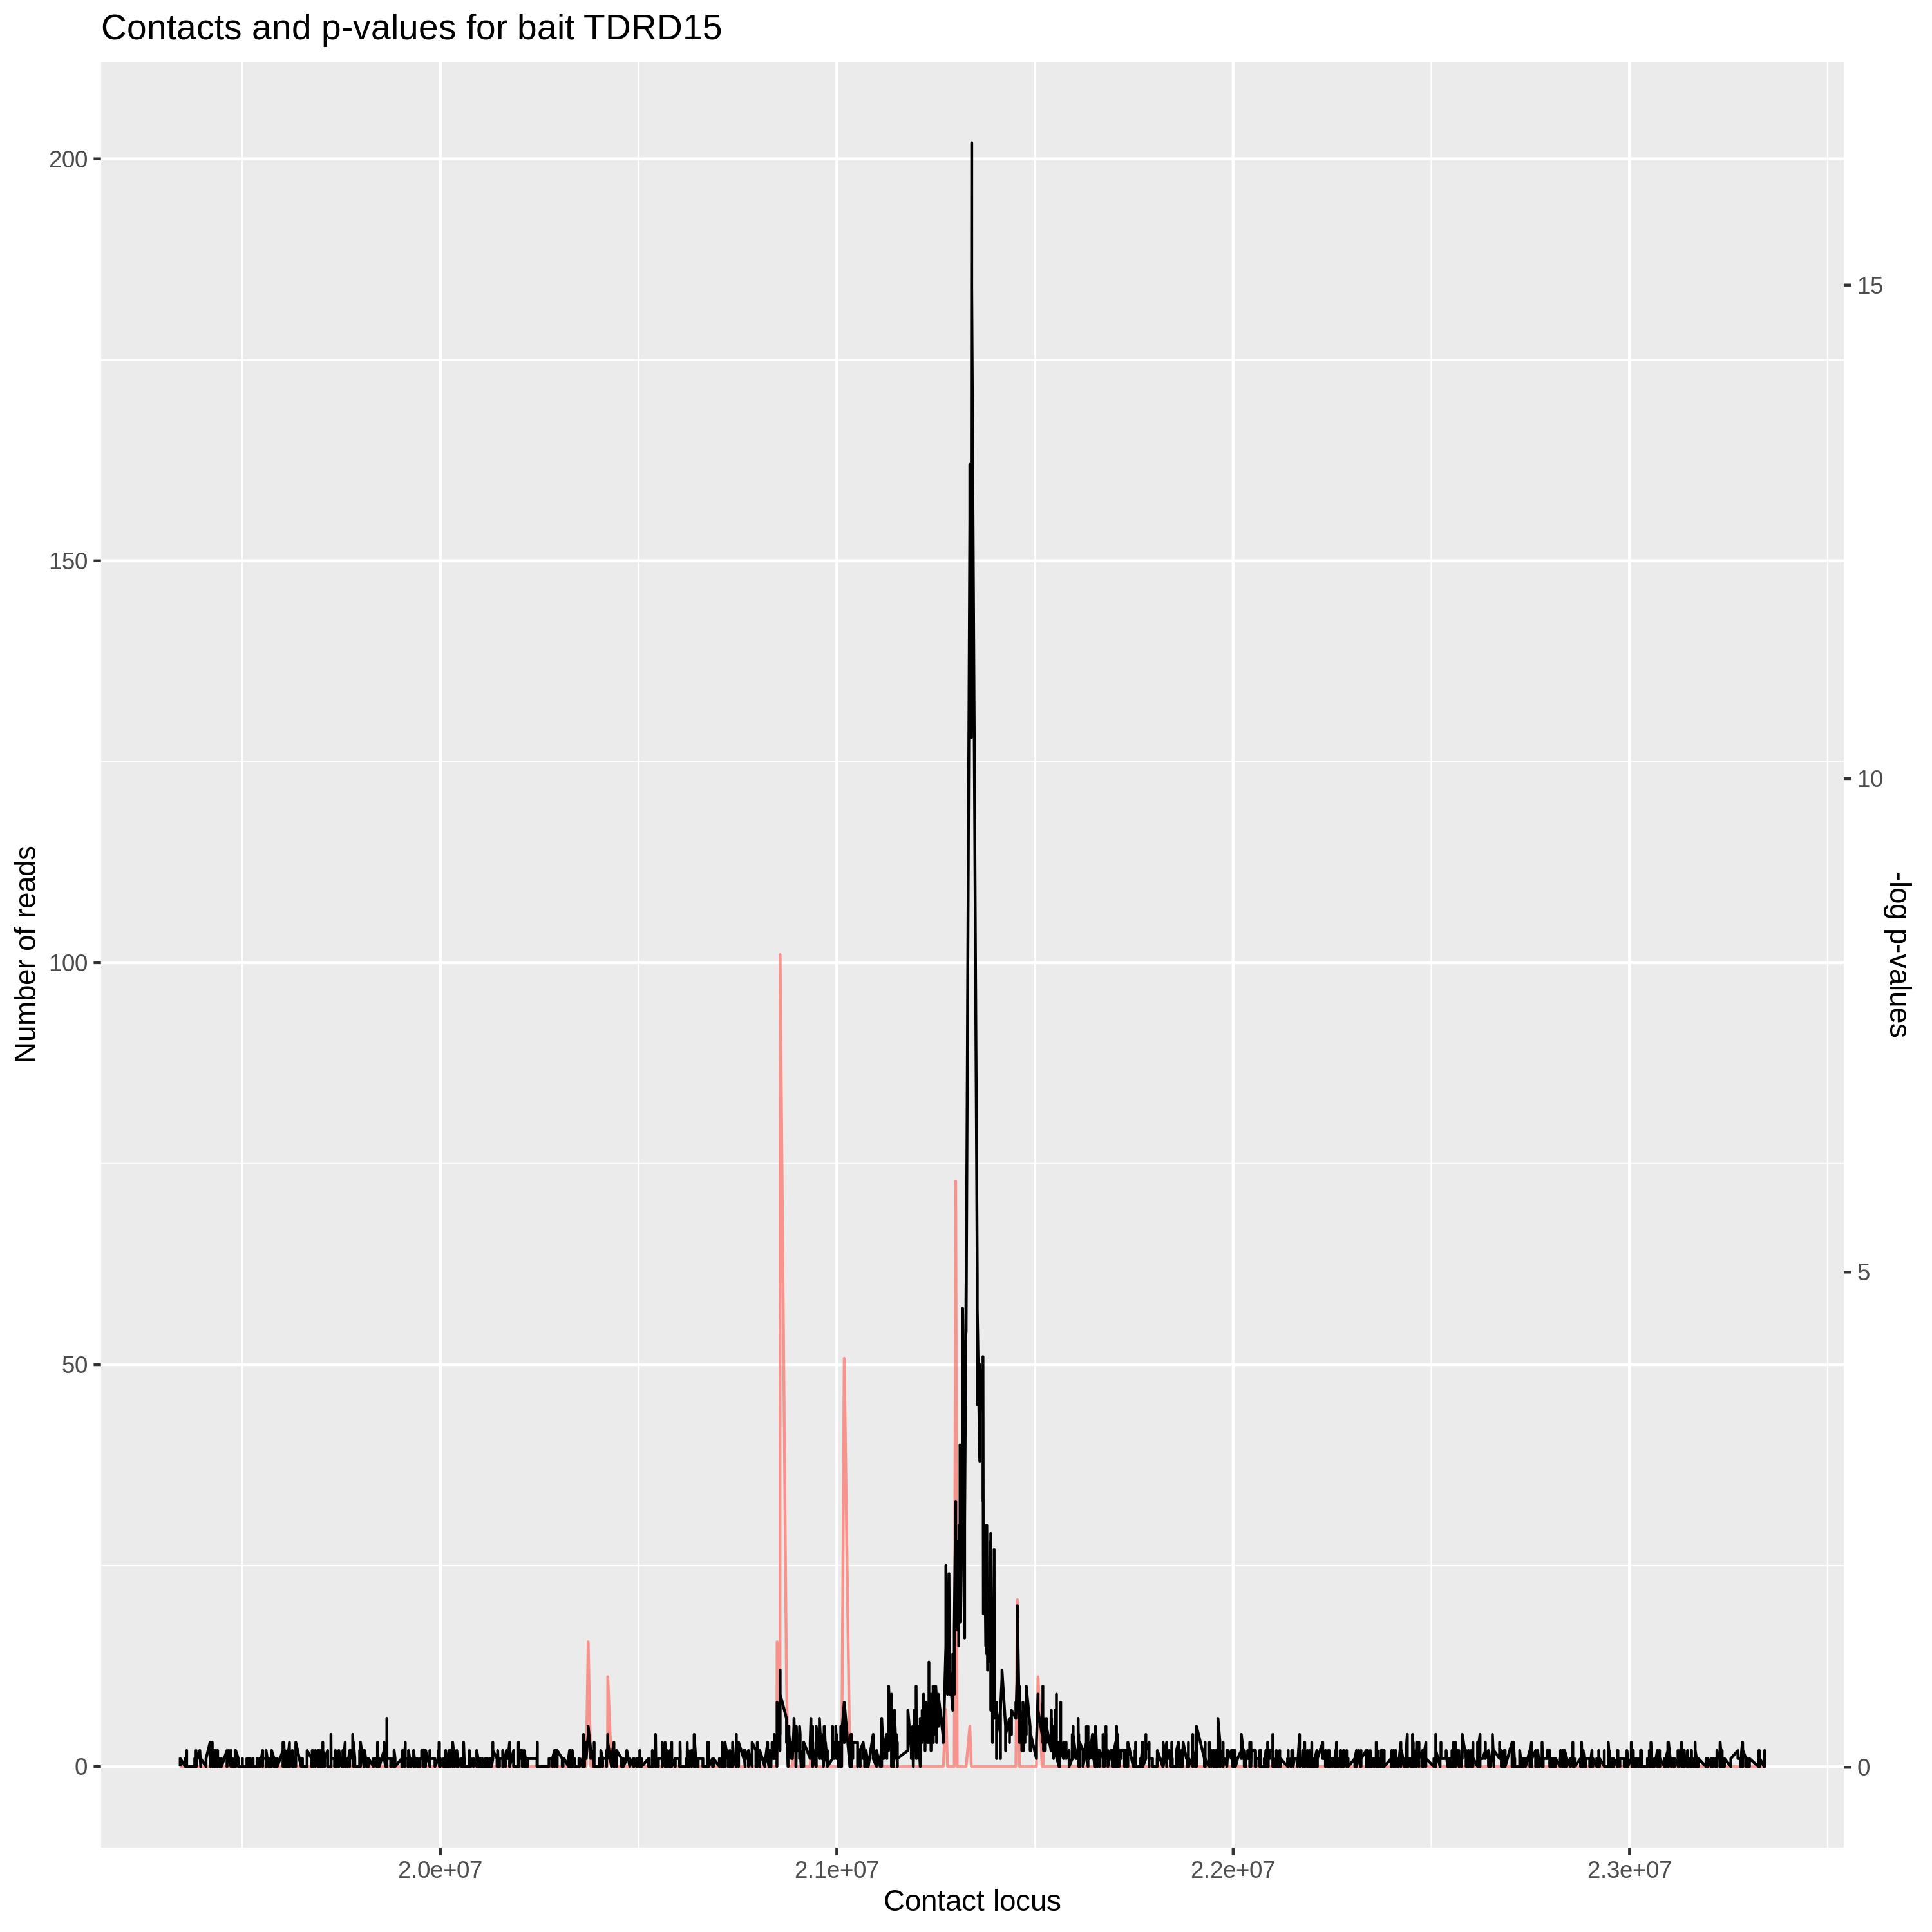 Contacts and p-values for bait TDRD15
Number of reads
200
150
100
50
0
15
10
5
0
-log p-values
2.0e+07 2.1e+07 2.2e+07 2.3e+07
Contact locus